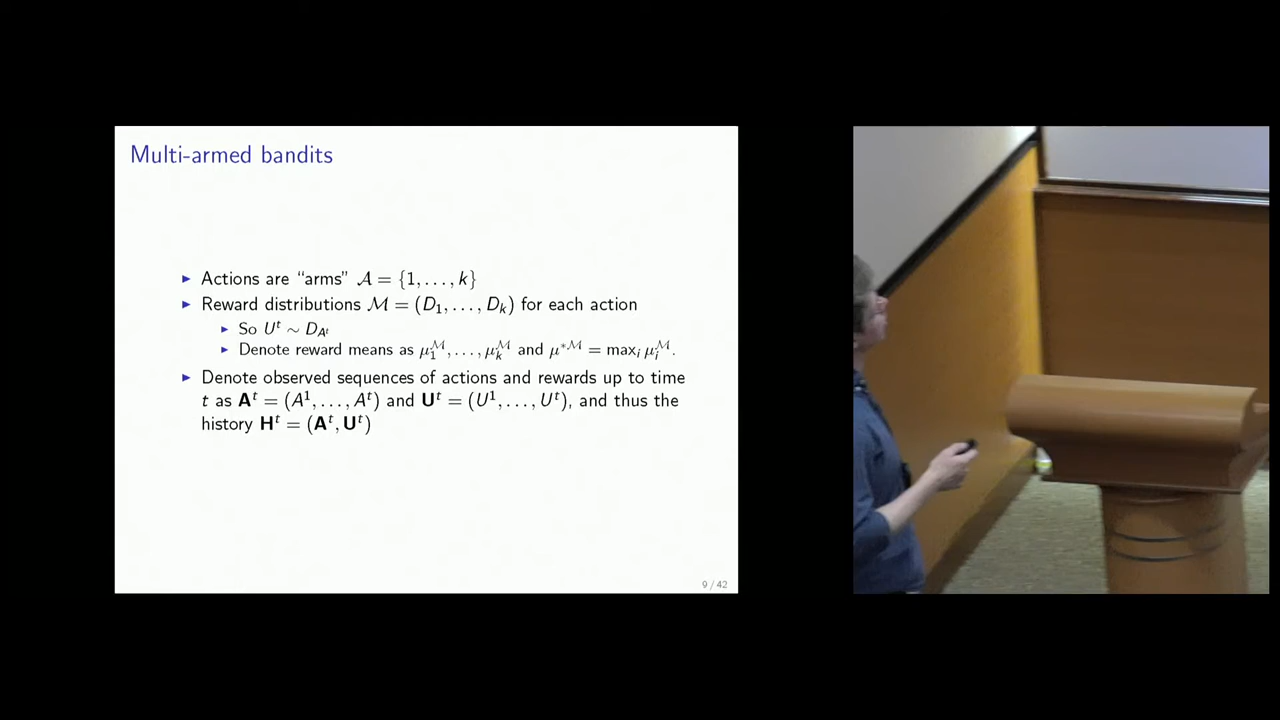 Multi-armed bandits
▶ Actions are “arms” 𝒜 = {1, . . . , k}
▶ Reward distributions ℳ = (D₁, . . . , Dₖ) for each action
▶ So Uᵗ ∼ D_{Aᵗ}
▶ Denote reward means as μ₁^ℳ, . . . , μₖ^ℳ and μ^{*ℳ} = maxᵢ μᵢ^ℳ.
▶ Denote observed sequences of actions and rewards up to time
t as 𝐀ᵗ = (A¹, . . . , Aᵗ) and 𝐔ᵗ = (U¹, . . . , Uᵗ), and thus the
history 𝐇ᵗ = (𝐀ᵗ, 𝐔ᵗ)
9 / 42